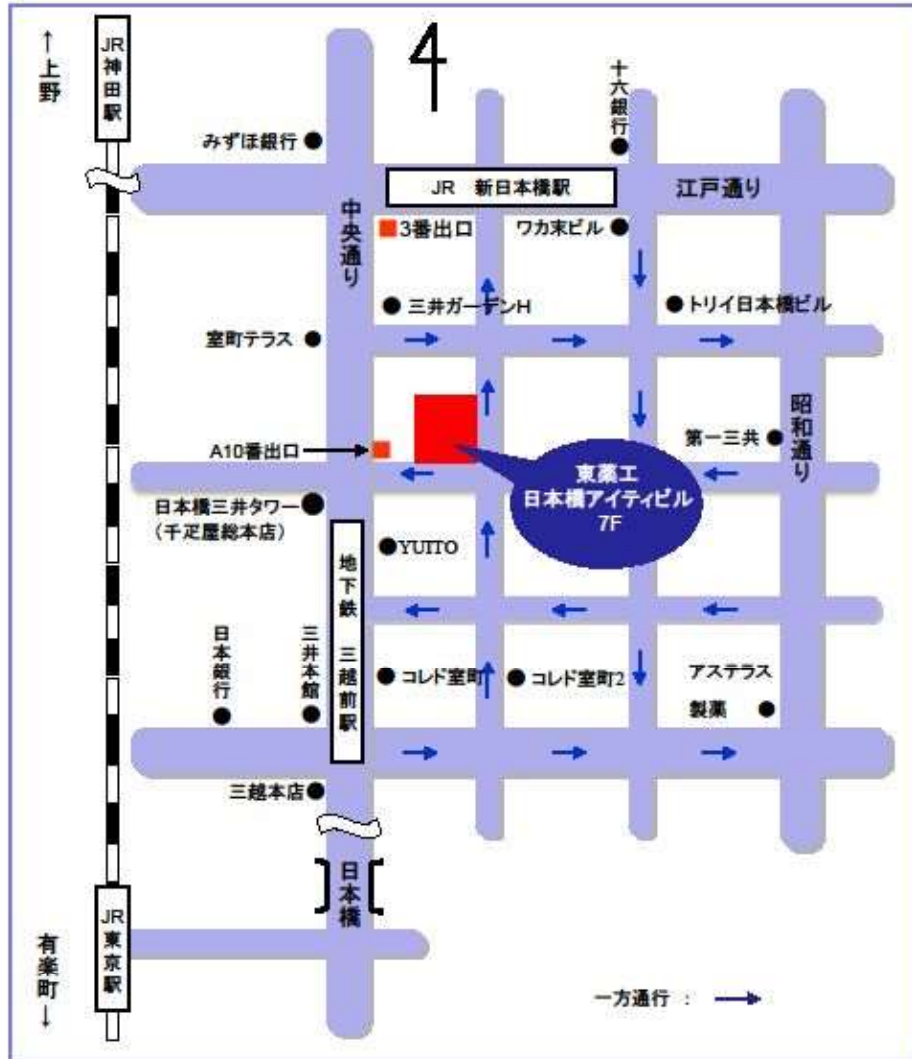 ↑上野
JR神田駅
十六銀行
みずほ銀行
JR 新日本橋駅
江戸通り
中央通り
3番出口
ワカ末ビル
三井ガーデンH
トリイ日本橋ビル
室町テラス
昭和通り
A10番出口
第一三共
東薬工
日本橋アイティビル
7F
日本橋三井タワー
(千疋屋総本店)
YUITO
地下鉄 三越前駅
日本銀行
三井本館
コレド室町
コレド室町2
アステラス
製薬
三越本店
日本橋
JR東京駅
有楽町↓
一方通行 :